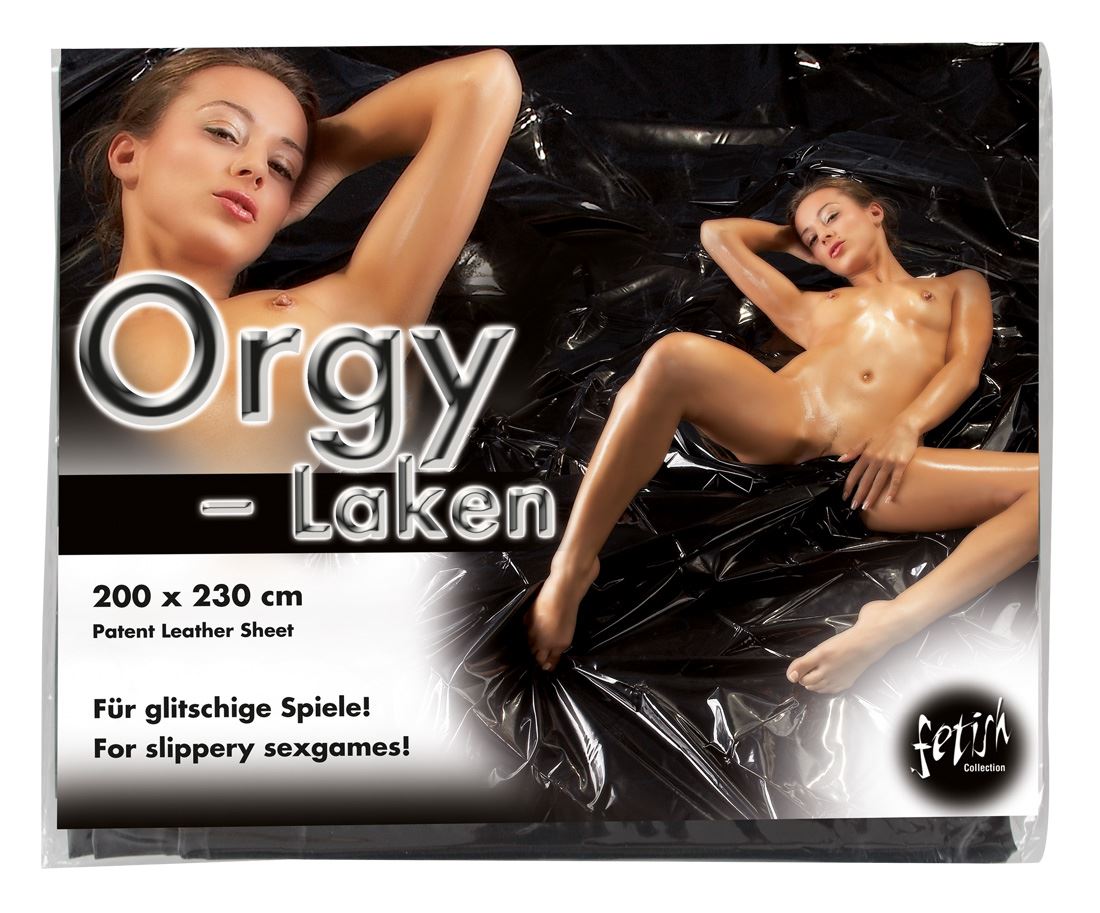 Orgy
- Laken
200 x 230 cm
Patent Leather Sheet
Für glitschige Spiele!
For slippery sexgames!
fetish
Collection